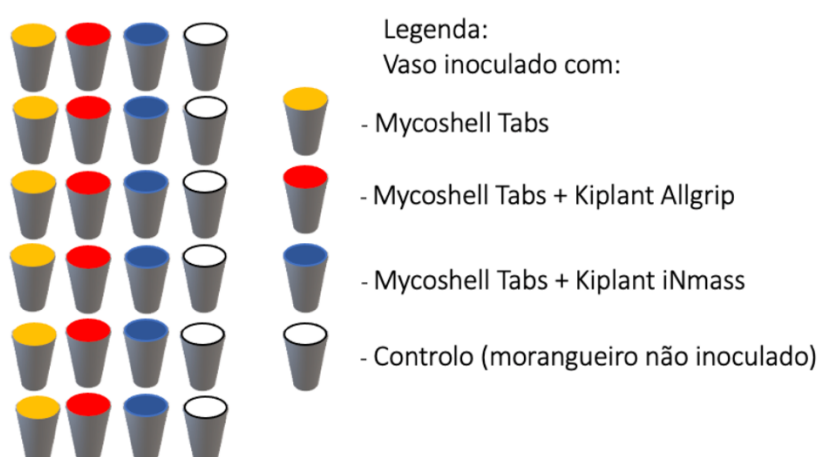 Legenda:
Vaso inoculado com:
- Mycoshell Tabs
- Mycoshell Tabs + Kiplant Allgrip
- Mycoshell Tabs + Kiplant iNmass
- Controlo (morangueiro não inoculado)